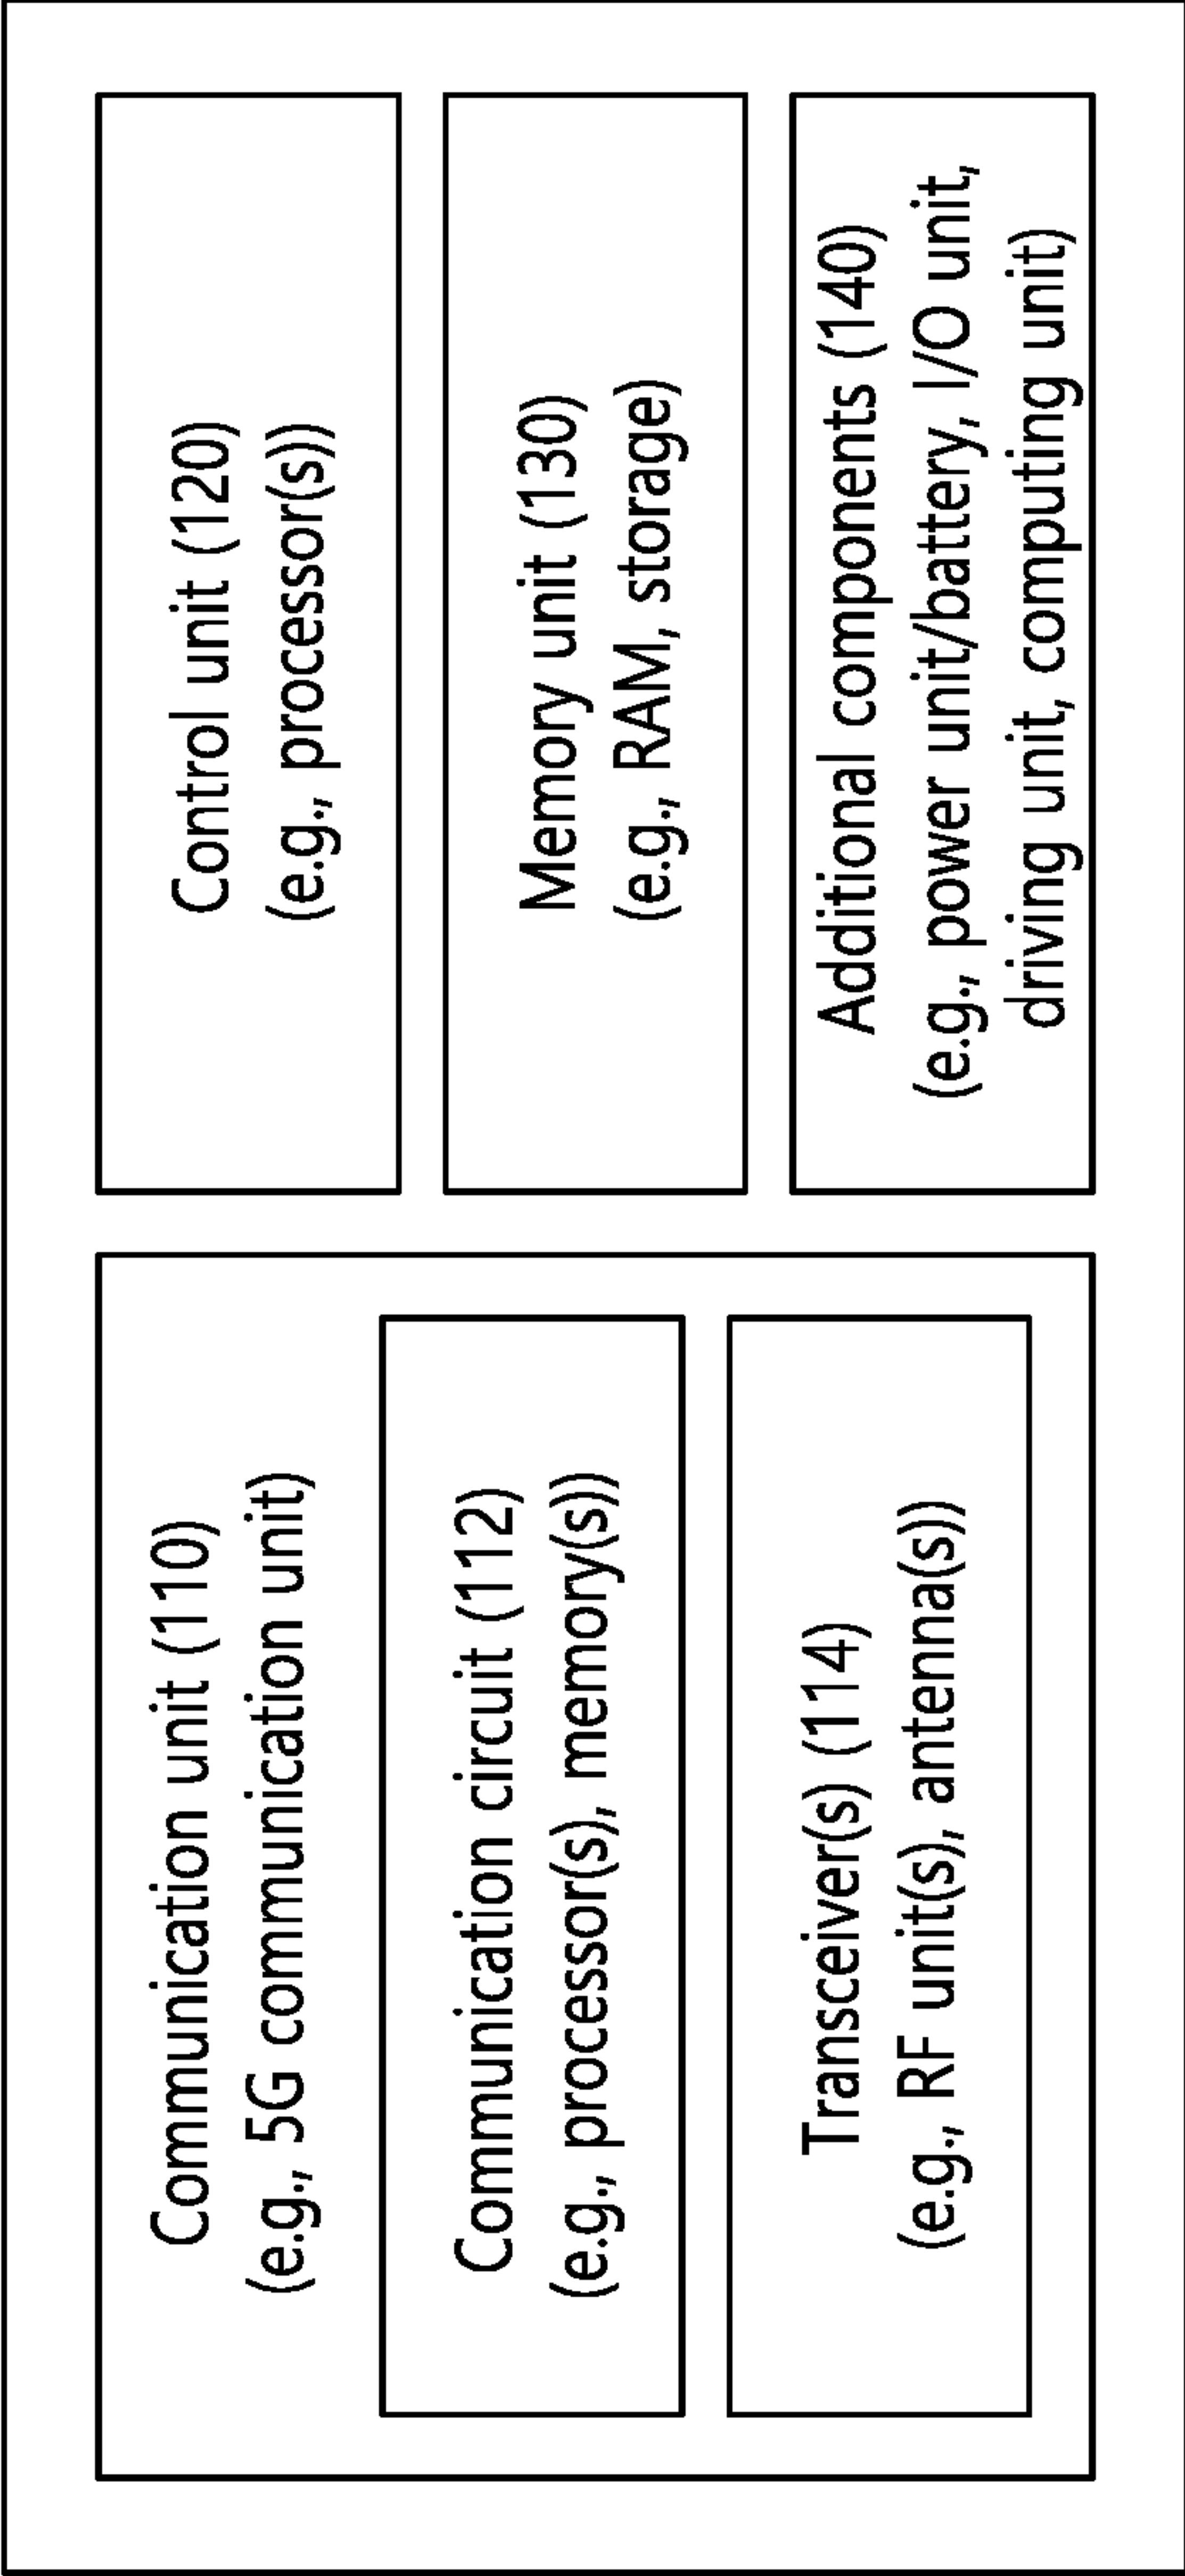 Communication unit (110)
(e.g., 5G communication unit)
Communication circuit (112)
(e.g., processor(s), memory(s))
Transceiver(s) (114)
(e.g., RF unit(s), antenna(s))
Control unit (120)
(e.g., processor(s))
Memory unit (130)
(e.g., RAM, storage)
Additional components (140)
(e.g., power unit/battery, I/O unit,
driving unit, computing unit)